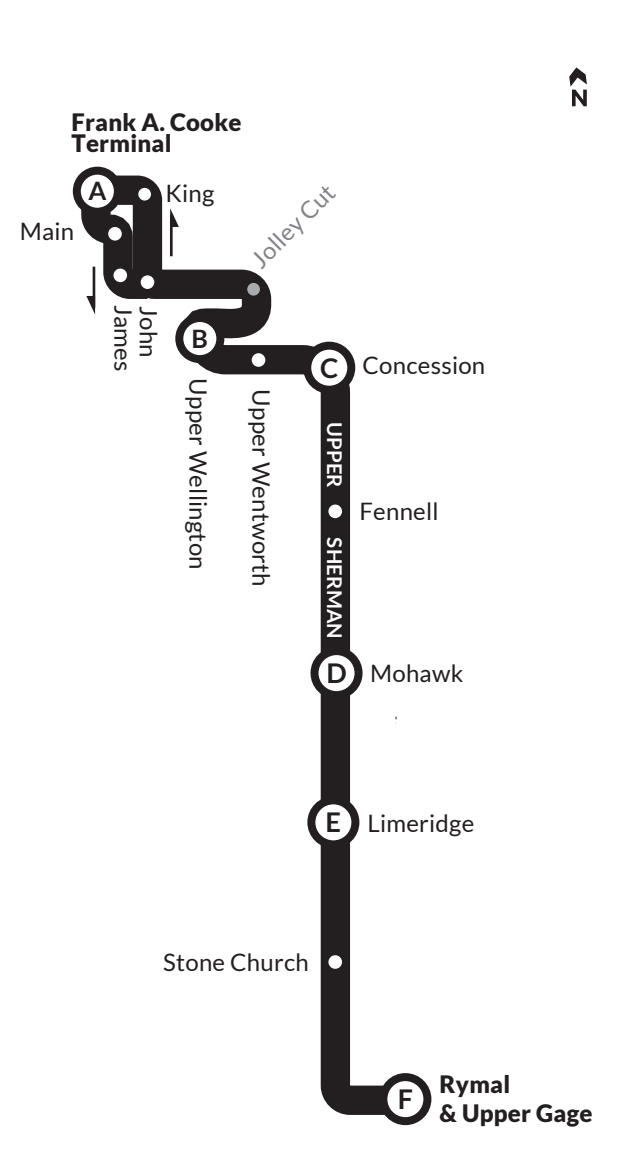 N
Frank A. Cooke
Terminal
A
King
Main
Jolley Cut
James
John
B
C
Concession
Upper Wellington
Upper Wentworth
UPPER
Fennell
SHERMAN
D
Mohawk
E
Limeridge
Stone Church
F
Rymal
& Upper Gage